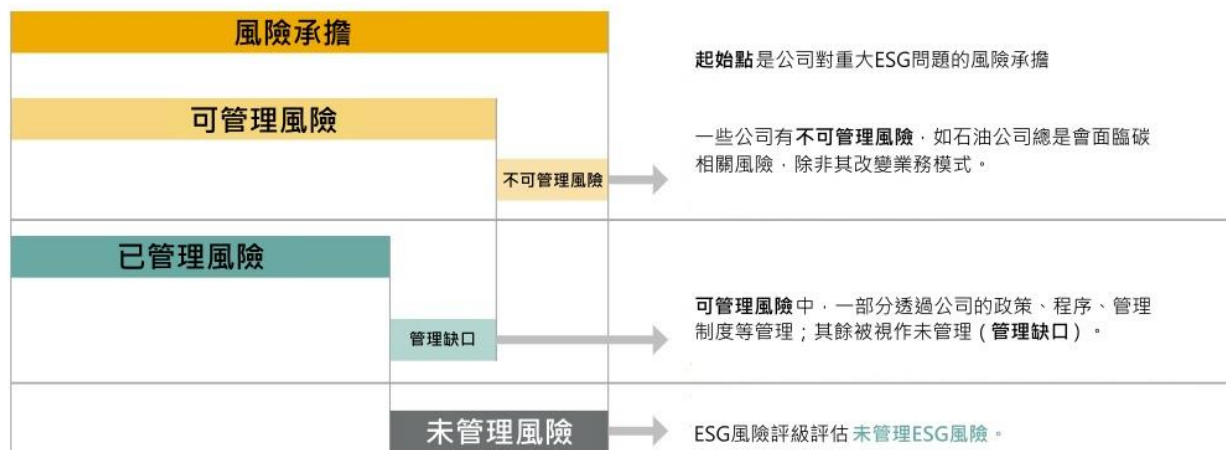 風險承擔
起始點是公司對重大ESG問題的風險承擔
可管理風險
一些公司有不可管理風險，如石油公司總是會面臨碳
相關風險，除非其改變業務模式。
不可管理風險
已管理風險
可管理風險中，一部分透過公司的政策、程序、管理
制度等管理；其餘被視作未管理（管理缺口）。
管理缺口
未管理風險
ESG風險評級評估未管理ESG風險。